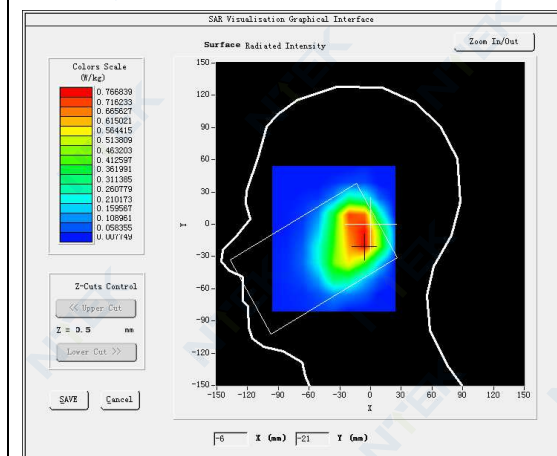 SAR Visualisation Graphical Interface
Surface Radiated Intensity
Zoom In/Out
Colors Scale
(W/kg)
0.766839
0.716233
0.665627
0.615021
0.564415
0.513809
0.463203
0.412597
0.361991
0.311385
0.260779
0.210173
0.159567
0.108961
0.058355
0.007749
Z-Cuts Control
<< Upper Cut
Z = 0.5 mm
Lower Cut >>
SAVE Cancel
150
120
90
60
30
0
-30
-60
-90
-120
-150
Y
-150 -120 -90 -60 -30 0 30 60 90 120 150
X
-6 X (mm) -21 Y (mm)
NTEK